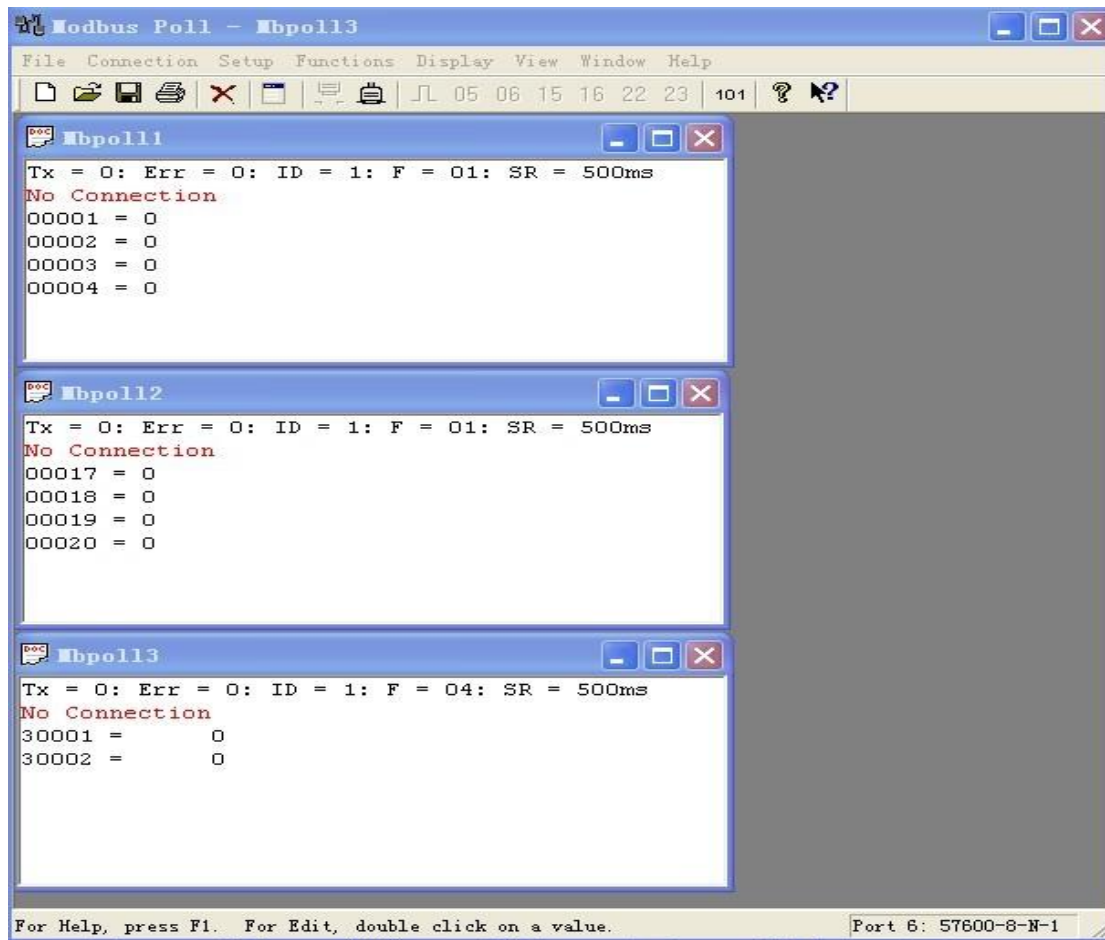 Modbus Poll - Mbpoll3
File Connection Setup Functions Display View Window Help
05 06 15 16 22 23 101
Mbpoll1
Tx = 0: Err = 0: ID = 1: F = 01: SR = 500ms
No Connection
00001 = 0
00002 = 0
00003 = 0
00004 = 0
Mbpoll2
Tx = 0: Err = 0: ID = 1: F = 01: SR = 500ms
No Connection
00017 = 0
00018 = 0
00019 = 0
00020 = 0
Mbpoll3
Tx = 0: Err = 0: ID = 1: F = 04: SR = 500ms
No Connection
30001 = 0
30002 = 0
For Help, press F1. For Edit, double click on a value. Port 6: 57600-8-N-1